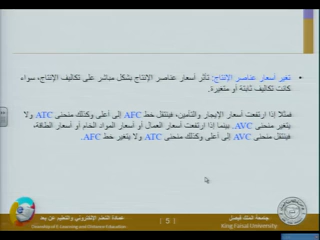 • تغير أسعار عناصر الإنتاج: تأثر أسعار عناصر الإنتاج بشكل مباشر على تكاليف الإنتاج، سواء
كانت تكاليف ثابتة أو متغيرة.
فمثلا إذا ارتفعت أسعار الإيجار والتأمين، فينتقل خط AFC إلى أعلى وكذلك منحنى ATC ولا
يتغير منحنى AVC. بينما إذا ارتفعت أسعار العمال أو أسعار المواد الخام أو أسعار الطاقة،
فينتقل منحنى AVC إلى أعلى وكذلك منحنى ATC ولا يتغير خط AFC.
جامعة الملك فيصل
King Faisal University
[ 5 ]
عمادة التعلم الإلكتروني والتعليم عن بعد
Deanship of E-Learning and Distance Education